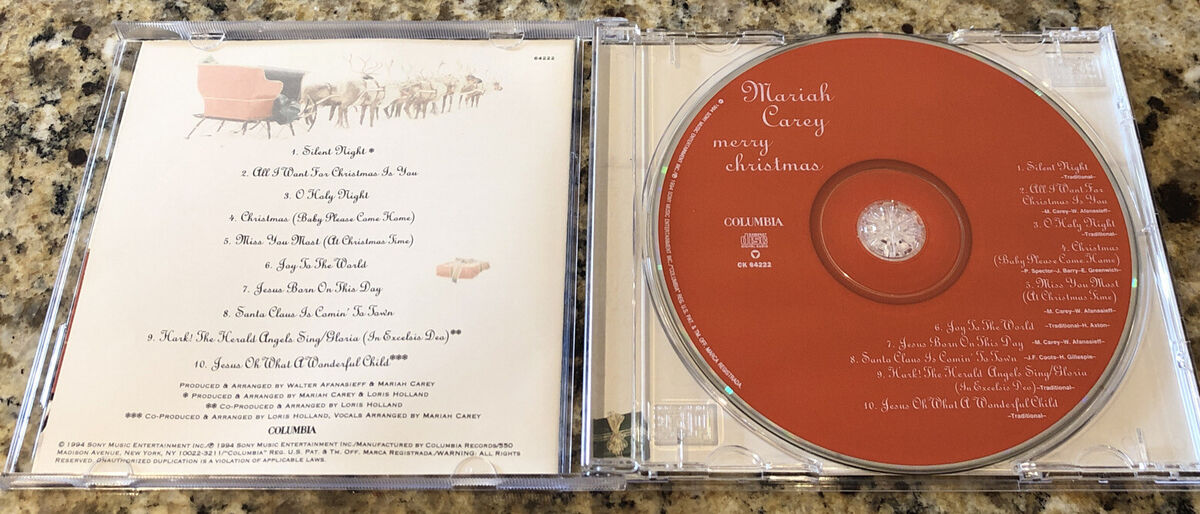 64222
1. Silent Night *
2. All I Want For Christmas Is You
3. O Holy Night
4. Christmas (Baby Please Come Home)
5. Miss You Most (At Christmas Time)
6. Joy To The World
7. Jesus Born On This Day
8. Santa Claus Is Comin' To Town
9. Hark! The Herald Angels Sing/Gloria (In Excelsis Deo)**
10. Jesus Oh What A Wonderful Child***
PRODUCED & ARRANGED BY WALTER AFANASIEFF & MARIAH CAREY
* PRODUCED & ARRANGED BY MARIAH CAREY & LORIS HOLLAND
** CO-PRODUCED & ARRANGED BY LORIS HOLLAND
*** CO-PRODUCED & ARRANGED BY LORIS HOLLAND, VOCALS ARRANGED BY MARIAH CAREY
COLUMBIA
© 1994 SONY MUSIC ENTERTAINMENT INC./℗ 1994 SONY MUSIC ENTERTAINMENT INC./MANUFACTURED BY COLUMBIA RECORDS/550
MADISON AVENUE, NEW YORK, NY 10022-3211/"COLUMBIA" REG. U.S. PAT. & TM. OFF. MARCA REGISTRADA./WARNING: ALL RIGHTS
RESERVED. UNAUTHORIZED DUPLICATION IS A VIOLATION OF APPLICABLE LAWS.
Mariah
Carey
merry
christmas
COLUMBIA
CK 64222
1. Silent Night
–Traditional–
2. All I Want For
Christmas Is You
–M. Carey–W. Afanasieff–
3. O Holy Night
–Traditional–
4. Christmas
(Baby Please Come Home)
–P. Spector–J. Barry–E. Greenwich–
5. Miss You Most
(At Christmas Time)
–M. Carey–W. Afanasieff–
6. Joy To The World –Traditional–H. Axton–
7. Jesus Born On This Day –M. Carey–W. Afanasieff–
8. Santa Claus Is Comin' To Town –J.F. Coots–H. Gillespie–
9. Hark! The Herald Angels Sing/Gloria
(In Excelsis Deo) –Traditional–
10. Jesus Oh What A Wonderful Child
–Traditional–